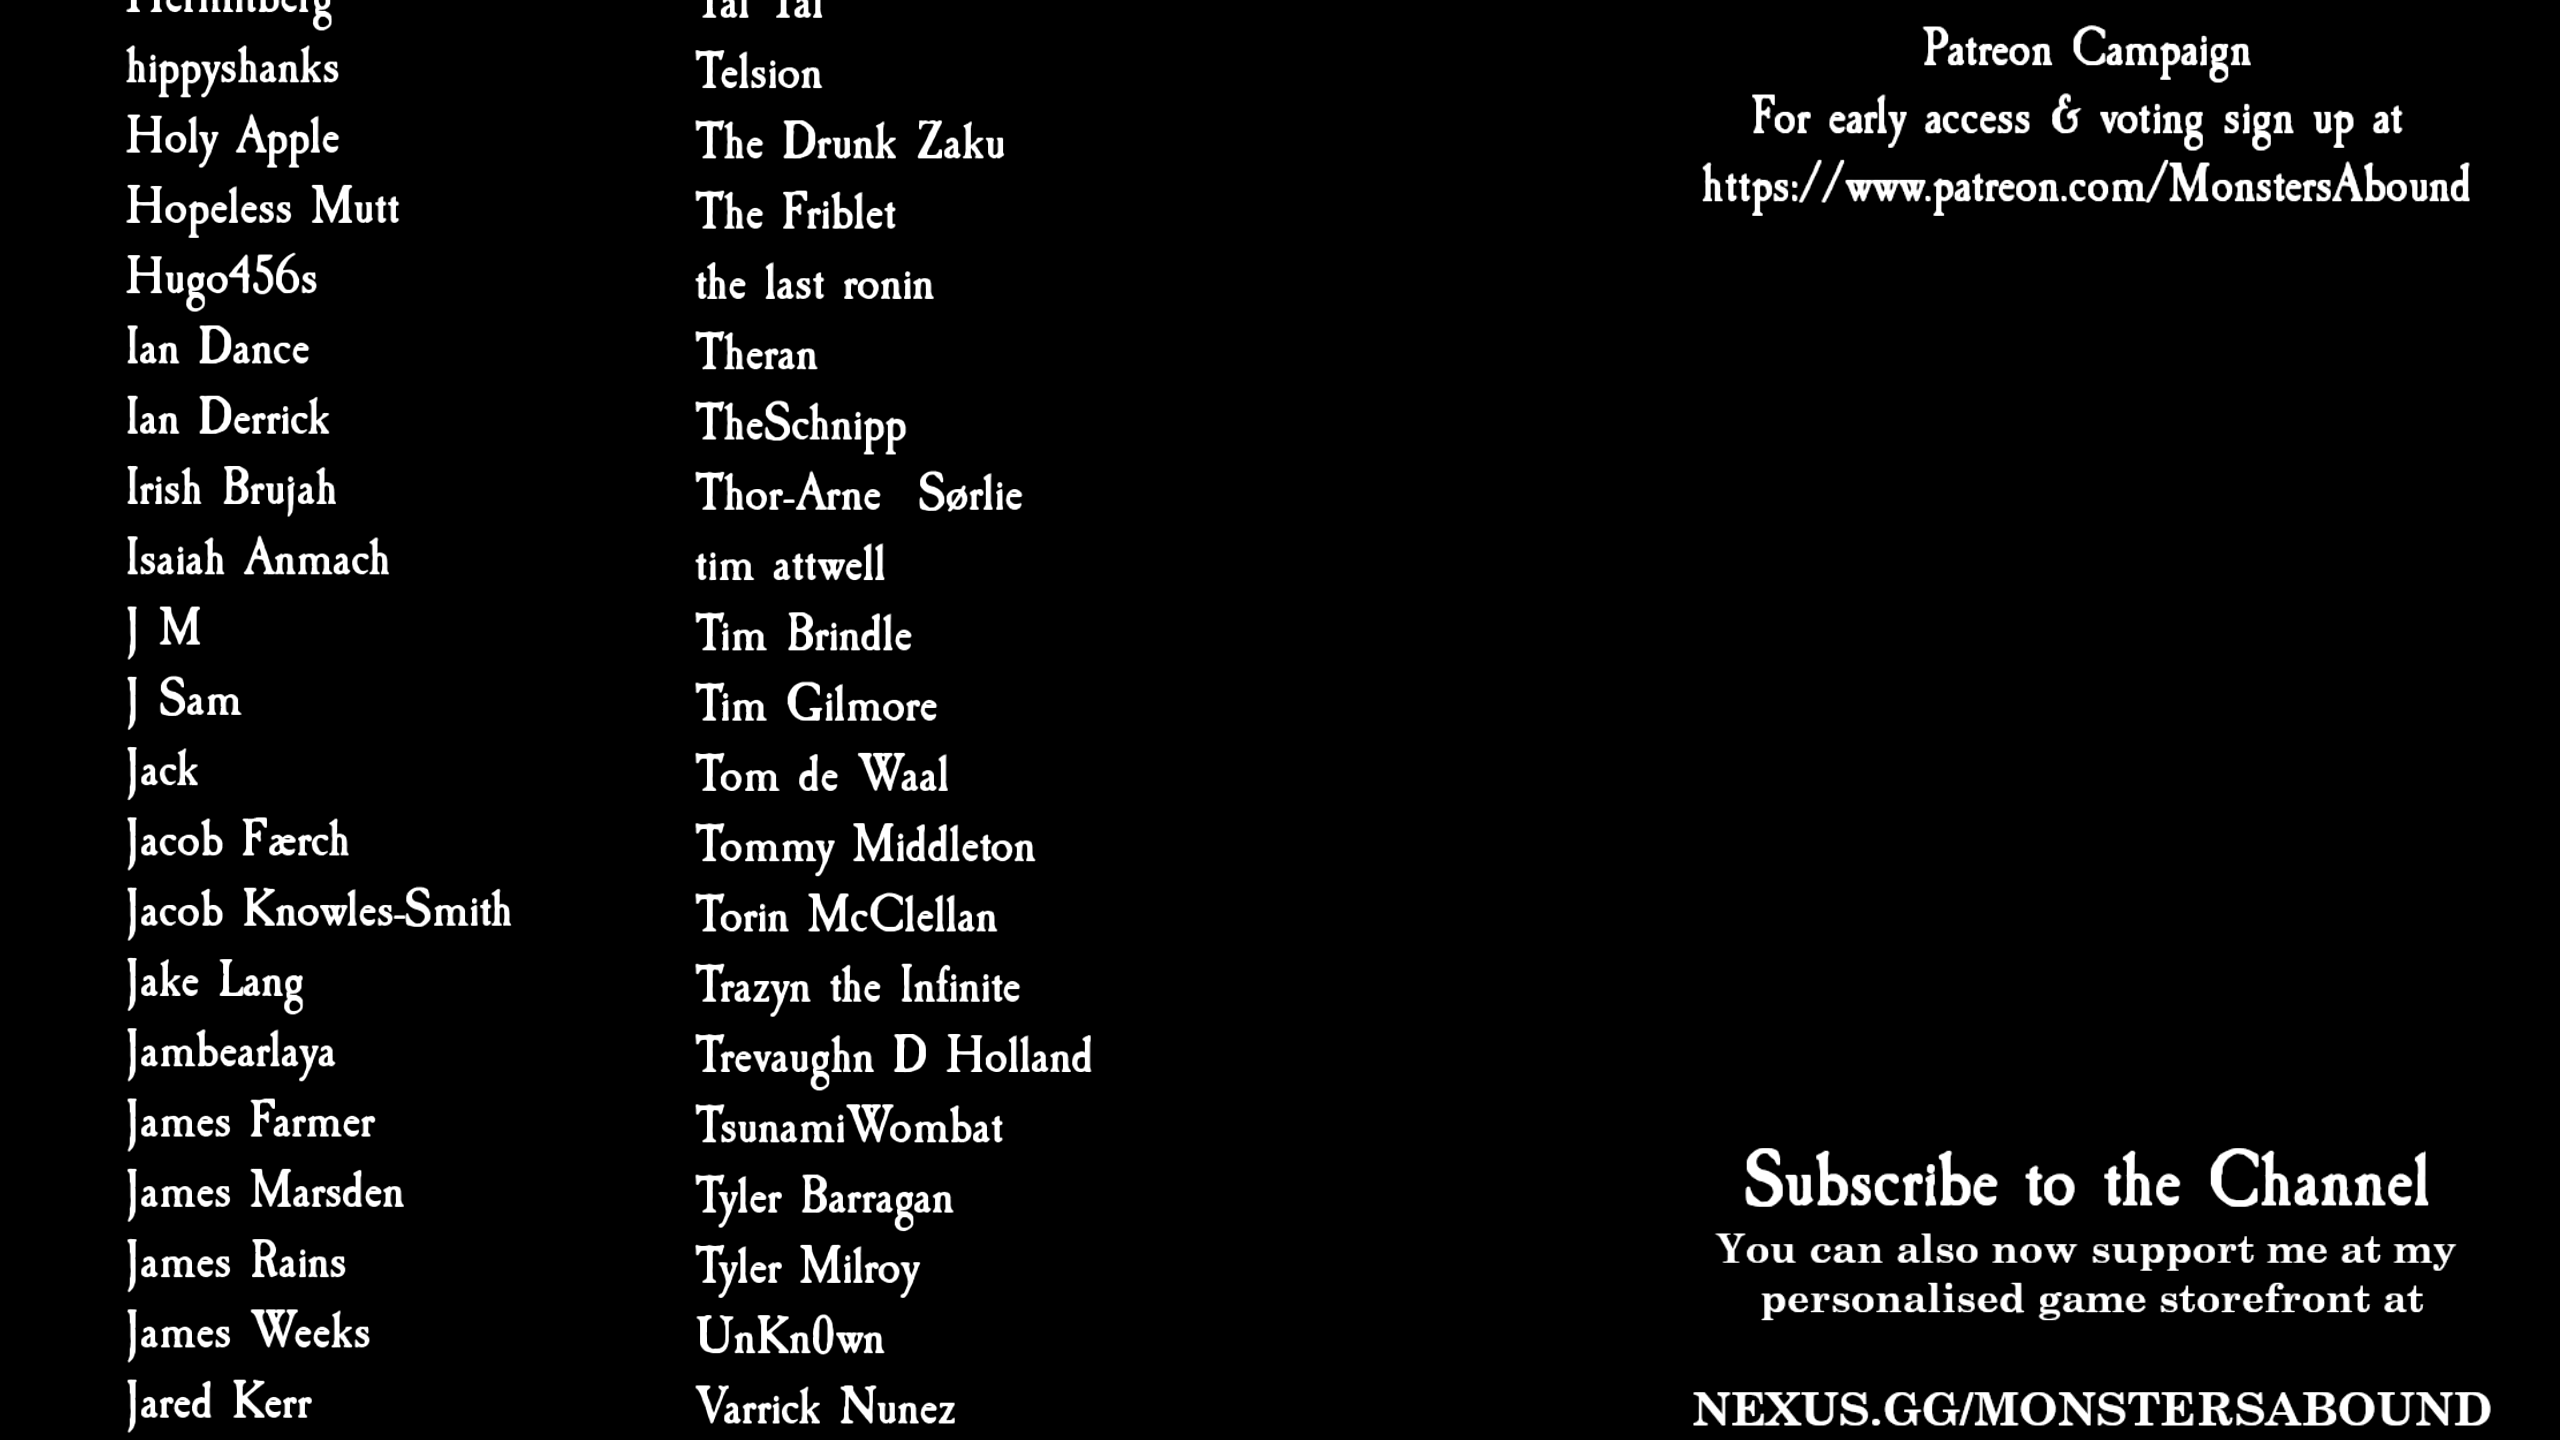 hippyshanks
Holy Apple
Hopeless Mutt
Hugo456s
Ian Dance
Ian Derrick
Irish Brujah
Isaiah Anmach
J M
J Sam
Jack
Jacob Færch
Jacob Knowles-Smith
Jake Lang
Jambearlaya
James Farmer
James Marsden
James Rains
James Weeks
Jared Kerr
Telsion
The Drunk Zaku
The Friblet
the last ronin
Theran
TheSchnipp
Thor-Arne Sørlie
tim attwell
Tim Brindle
Tim Gilmore
Tom de Waal
Tommy Middleton
Torin McClellan
Trazyn the Infinite
Trevaughn D Holland
TsunamiWombat
Tyler Barragan
Tyler Milroy
UnKn0wn
Varrick Nunez
Patreon Campaign
For early access & voting sign up at
https://www.patreon.com/MonstersAbound
Subscribe to the Channel
You can also now support me at my
personalised game storefront at
NEXUS.GG/MONSTERSABOUND